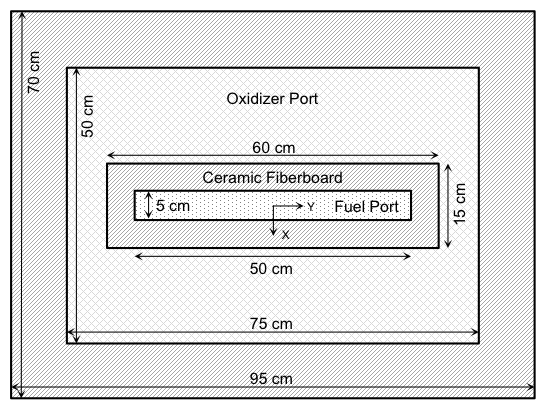 70 cm
50 cm
Oxidizer Port
60 cm
Ceramic Fiberboard
5 cm
Y
Fuel Port
X
15 cm
50 cm
75 cm
95 cm